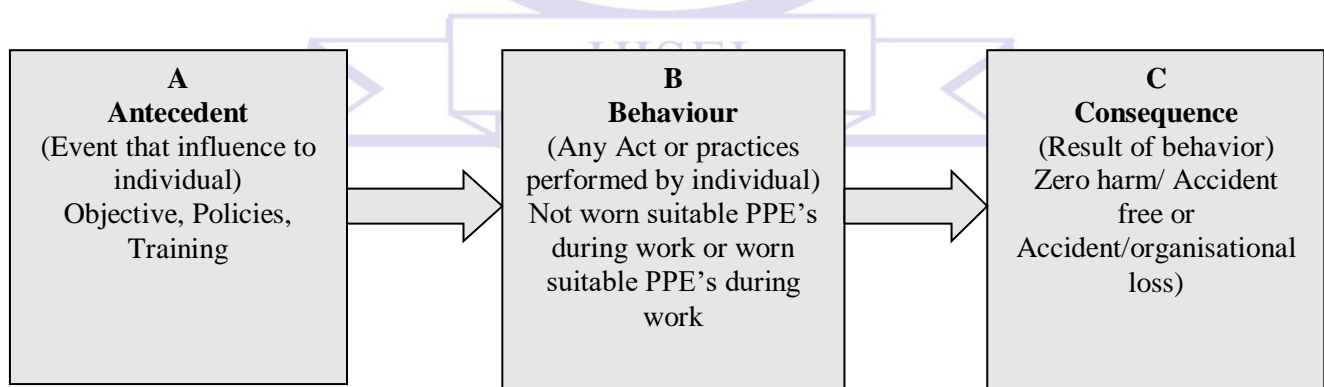 A
Antecedent
(Event that influence to
individual)
Objective, Policies,
Training
B
Behaviour
(Any Act or practices
performed by individual)
Not worn suitable PPE’s
during work or worn
suitable PPE’s during
work
C
Consequence
(Result of behavior)
Zero harm/ Accident
free or
Accident/organisational
loss)